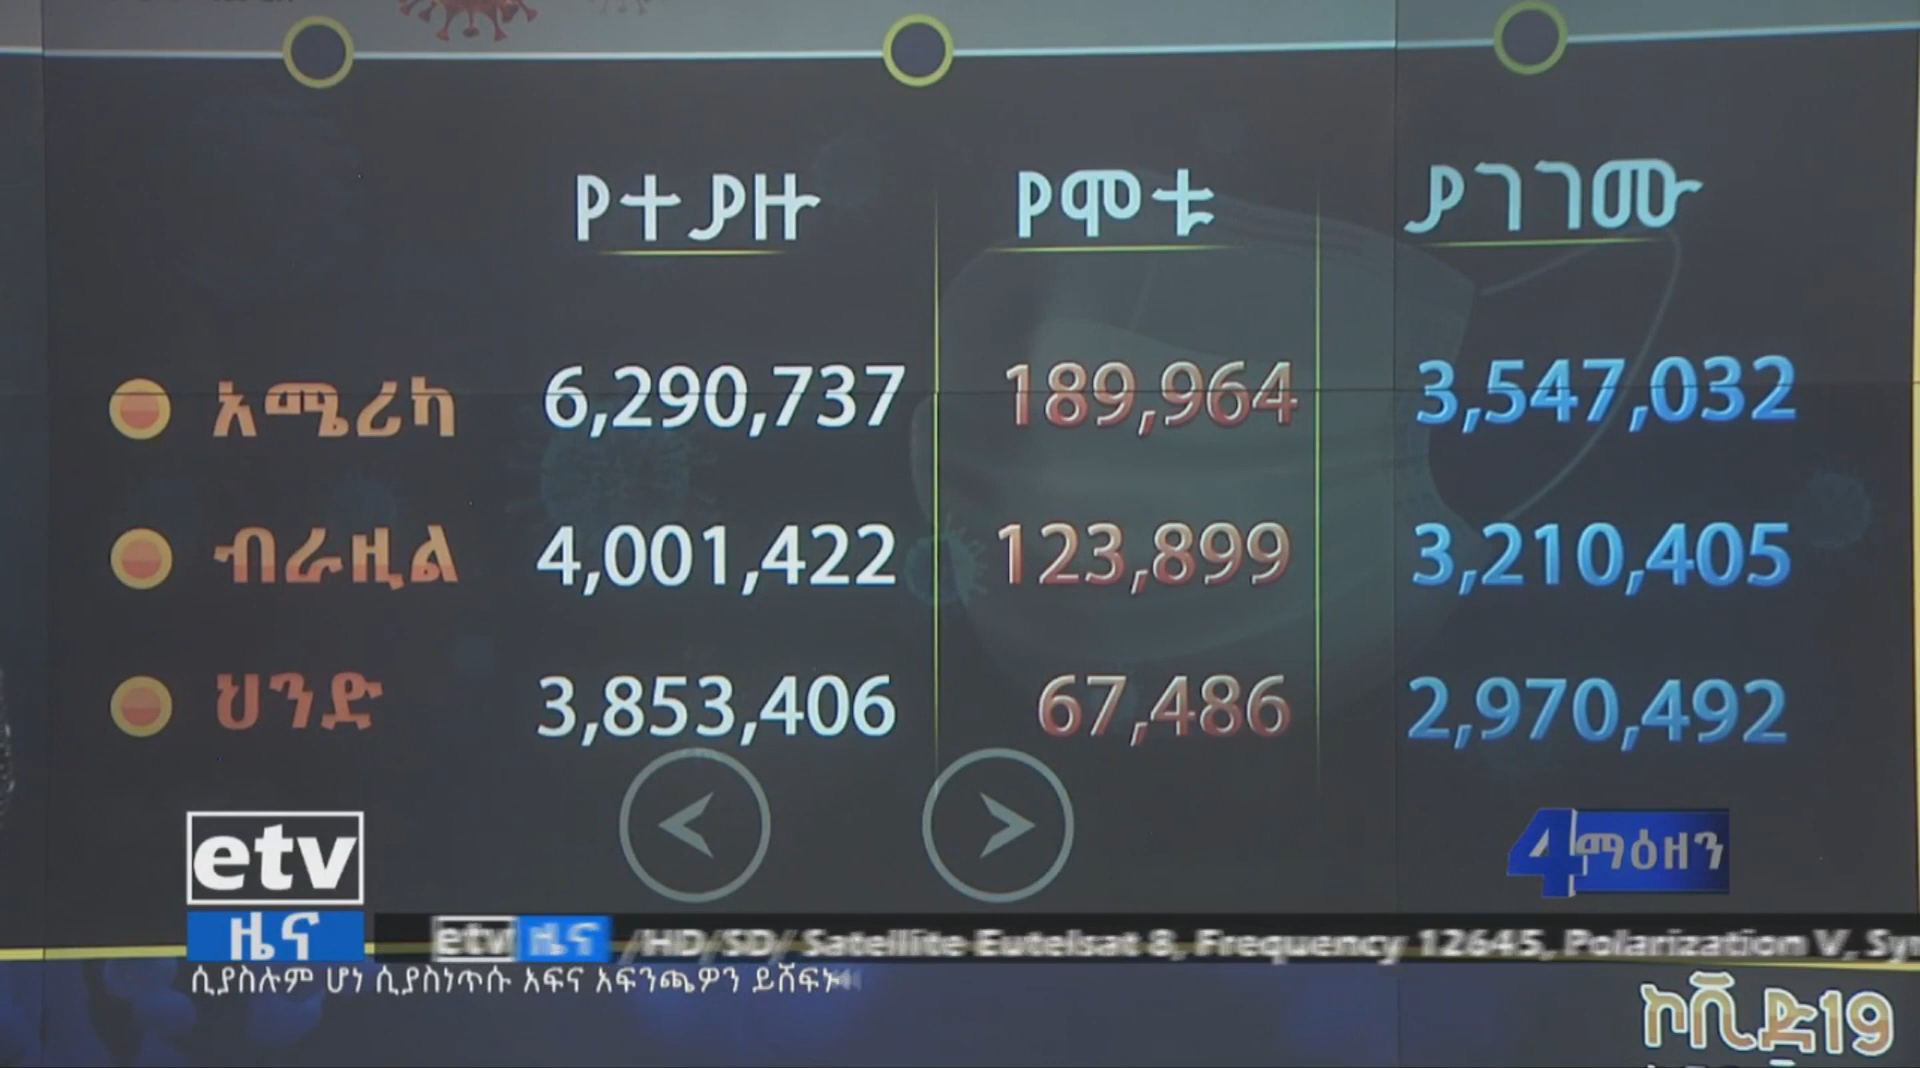 የተያዙ የሞቱ ያገገሙ
አሜሪካ 6,290,737 189,964 3,547,032
ብራዚል 4,001,422 123,899 3,210,405
ህንድ 3,853,406 67,486 2,970,492
etv
ዜና
4 ማዕዘን
etv ዜና /HD/SD/ Satellite Eutelsat 8, Frequency 12645, Polarization V,
ሲያስሉም ሆነ ሲያስነጥሱ አፍና አፍንጫዎን ይሸፍኑ
ኮቪድ19